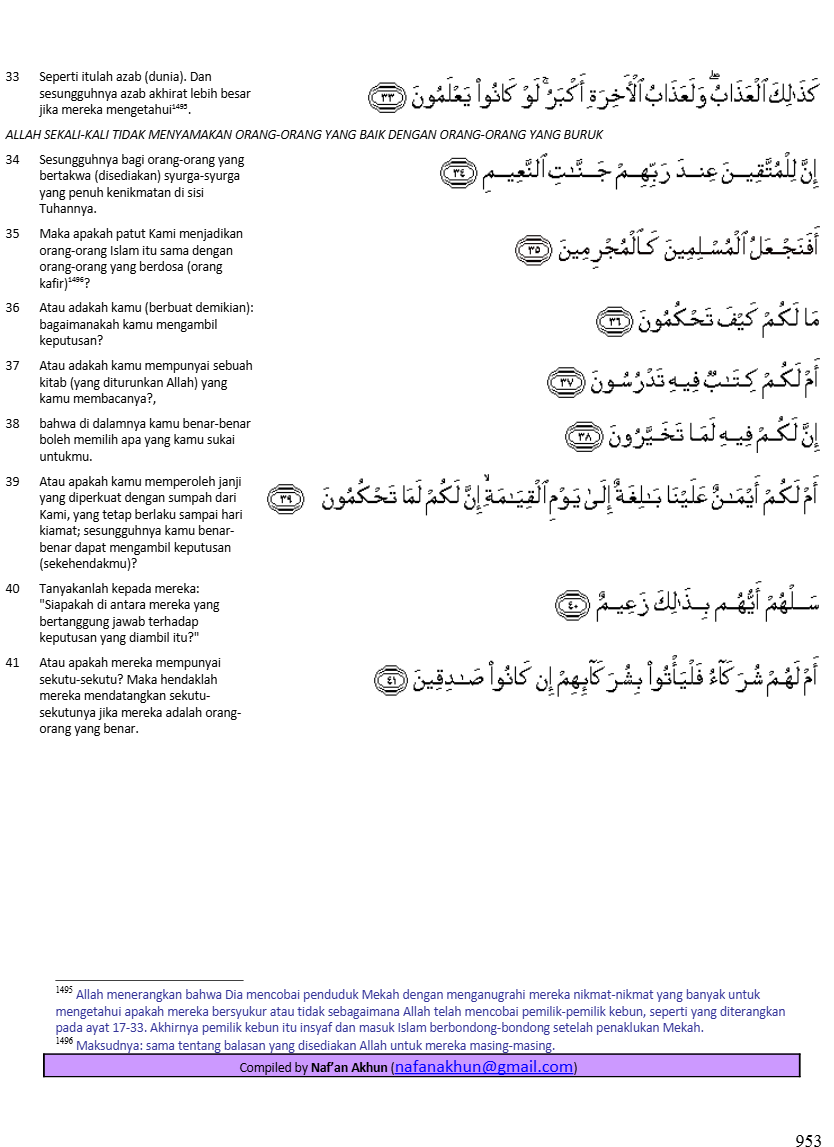 33 Seperti itulah azab (dunia). Dan
sesungguhnya azab akhirat lebih besar
jika mereka mengetahui¹⁴⁹⁵.
كَذَٰلِكَ ٱلْعَذَابُ ۖ وَلَعَذَابُ ٱلْأَخِرَةِ أَكْبَرُ ۚ لَوْ كَانُوا۟ يَعْلَمُونَ ٣٣
ALLAH SEKALI-KALI TIDAK MENYAMAKAN ORANG-ORANG YANG BAIK DENGAN ORANG-ORANG YANG BURUK
34 Sesungguhnya bagi orang-orang yang
bertakwa (disediakan) syurga-syurga
yang penuh kenikmatan di sisi
Tuhannya.
إِنَّ لِلْمُتَّقِينَ عِندَ رَبِّهِمْ جَنَّـٰتِ ٱلنَّعِيمِ ٣٤
35 Maka apakah patut Kami menjadikan
orang-orang Islam itu sama dengan
orang-orang yang berdosa (orang
kafir)¹⁴⁹⁶?
أَفَنَجْعَلُ ٱلْمُسْلِمِينَ كَٱلْمُجْرِمِينَ ٣٥
36 Atau adakah kamu (berbuat demikian):
bagaimanakah kamu mengambil
keputusan?
مَا لَكُمْ كَيْفَ تَحْكُمُونَ ٣٦
37 Atau adakah kamu mempunyai sebuah
kitab (yang diturunkan Allah) yang
kamu membacanya?,
أَمْ لَكُمْ كِتَـٰبٌ فِيهِ تَدْرُسُونَ ٣٧
38 bahwa di dalamnya kamu benar-benar
boleh memilih apa yang kamu sukai
untukmu.
إِنَّ لَكُمْ فِيهِ لَمَا تَخَيَّرُونَ ٣٨
39 Atau apakah kamu memperoleh janji
yang diperkuat dengan sumpah dari
Kami, yang tetap berlaku sampai hari
kiamat; sesungguhnya kamu benar-
benar dapat mengambil keputusan
(sekehendakmu)?
أَمْ لَكُمْ أَيْمَـٰنٌ عَلَيْنَا بَـٰلِغَةٌ إِلَىٰ يَوْمِ ٱلْقِيَـٰمَةِ ۙ إِنَّ لَكُمْ لَمَا تَحْكُمُونَ ٣٩
40 Tanyakanlah kepada mereka:
"Siapakah di antara mereka yang
bertanggung jawab terhadap
keputusan yang diambil itu?"
سَلْهُمْ أَيُّهُم بِذَٰلِكَ زَعِيمٌ ٤٠
41 Atau apakah mereka mempunyai
sekutu-sekutu? Maka hendaklah
mereka mendatangkan sekutu-
sekutunya jika mereka adalah orang-
orang yang benar.
أَمْ لَهُمْ شُرَكَآءُ فَلْيَأْتُوا۟ بِشُرَكَآئِهِمْ إِن كَانُوا۟ صَـٰدِقِينَ ٤١
¹⁴⁹⁵ Allah menerangkan bahwa Dia mencobai penduduk Mekah dengan menganugrahi mereka nikmat-nikmat yang banyak untuk
mengetahui apakah mereka bersyukur atau tidak sebagaimana Allah telah mencobai pemilik-pemilik kebun, seperti yang diterangkan
pada ayat 17-33. Akhirnya pemilik kebun itu insyaf dan masuk Islam berbondong-bondong setelah penaklukan Mekah.
¹⁴⁹⁶ Maksudnya: sama tentang balasan yang disediakan Allah untuk mereka masing-masing.
Compiled by Naf’an Akhun (nafanakhun@gmail.com)
953